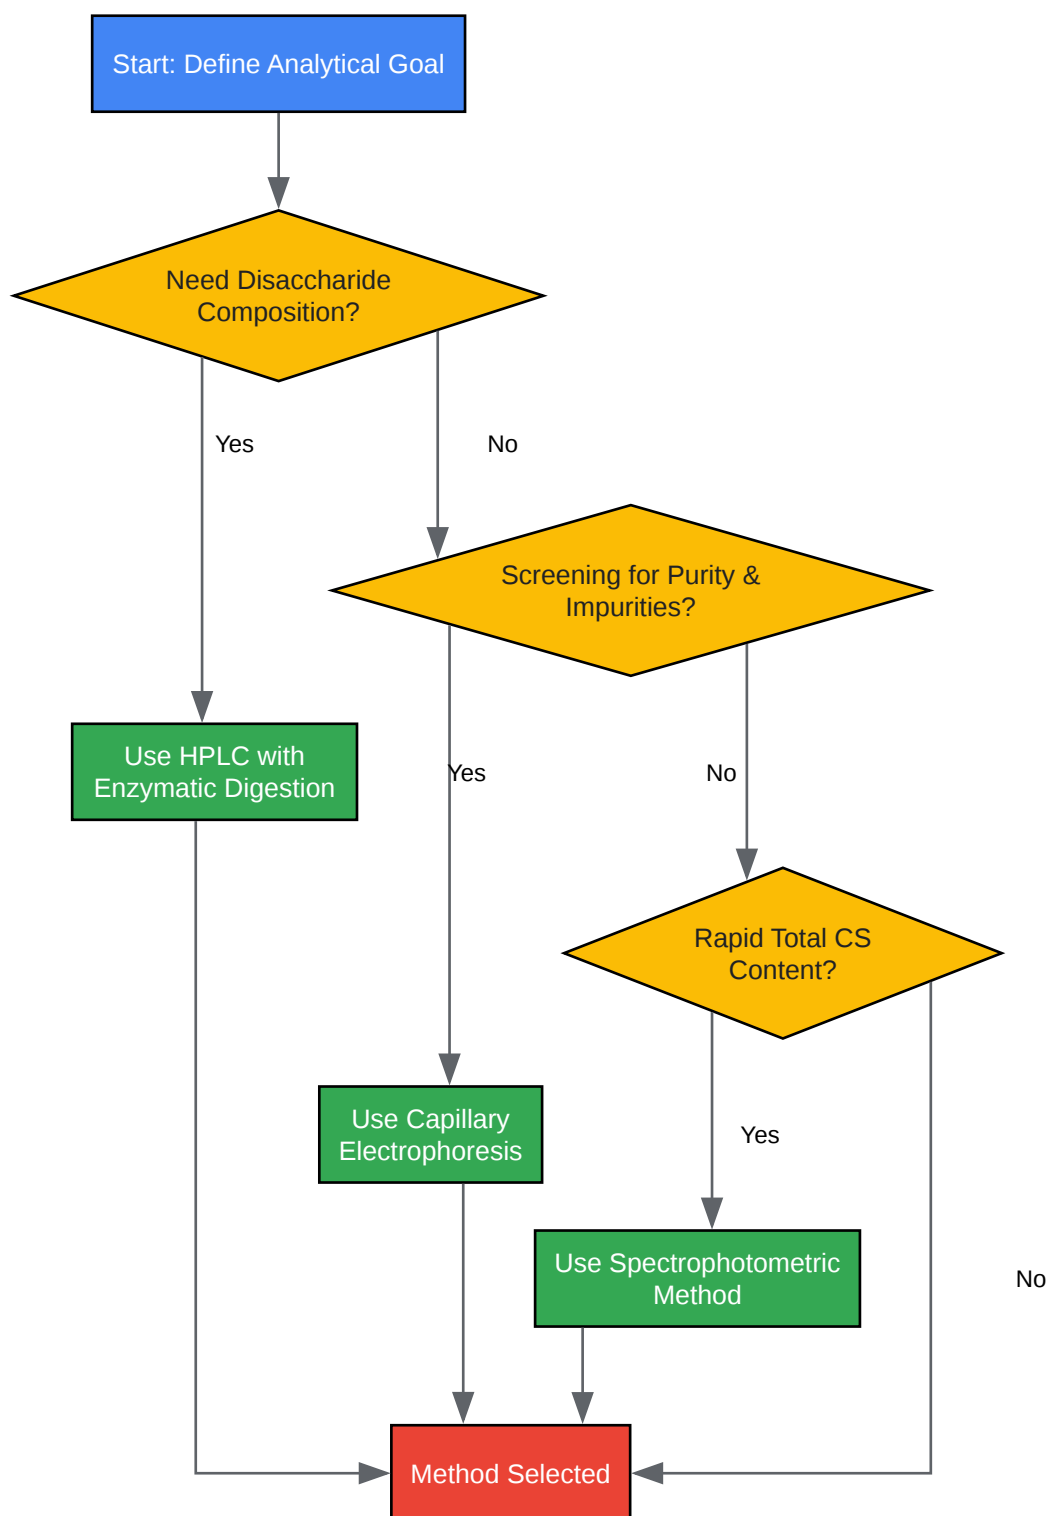 Start: Define Analytical Goal
Need Disaccharide
Composition?
Yes
No
Screening for Purity &
Impurities?
Use HPLC with
Enzymatic Digestion
Yes
No
Rapid Total CS
Content?
Use Capillary
Electrophoresis
Yes
Use Spectrophotometric
Method
No
Method Selected